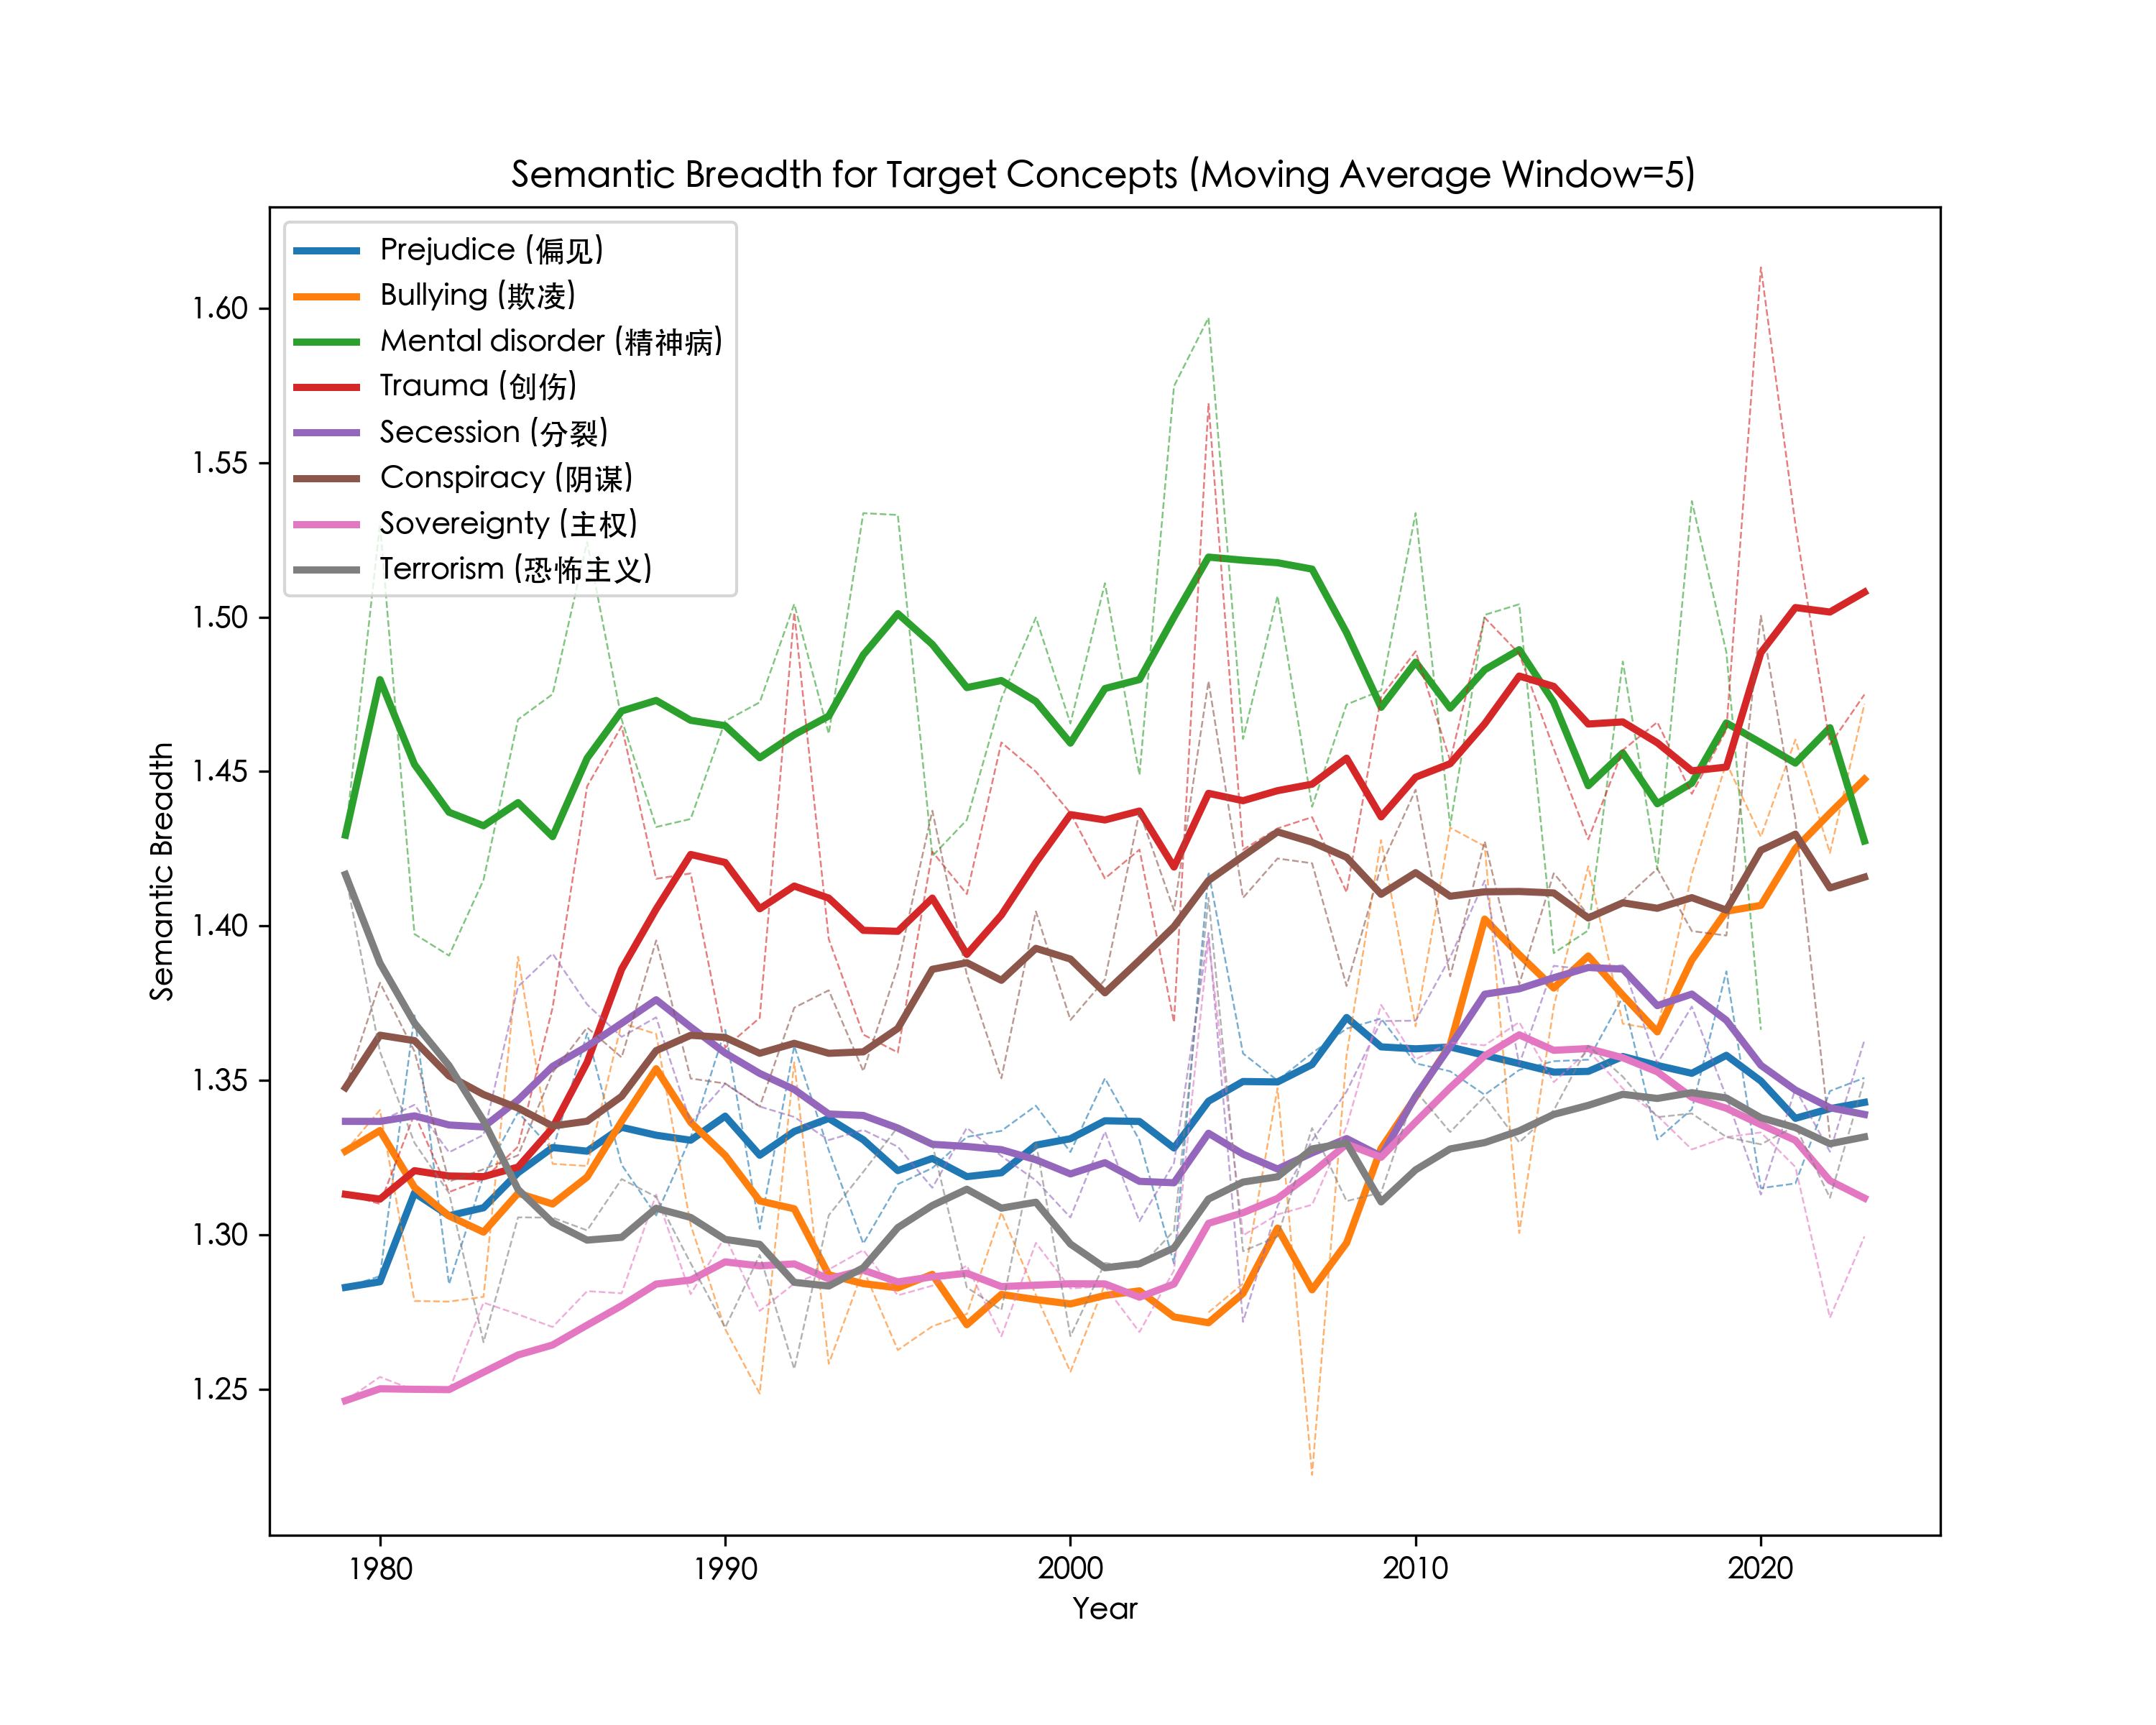 Semantic Breadth for Target Concepts (Moving Average Window=5)
Prejudice (偏见)
Bullying (欺凌)
Mental disorder (精神病)
Trauma (创伤)
Secession (分裂)
Conspiracy (阴谋)
Sovereignty (主权)
Terrorism (恐怖主义)
Semantic Breadth
1.60
1.55
1.50
1.45
1.40
1.35
1.30
1.25
1980 1990 2000 2010 2020
Year